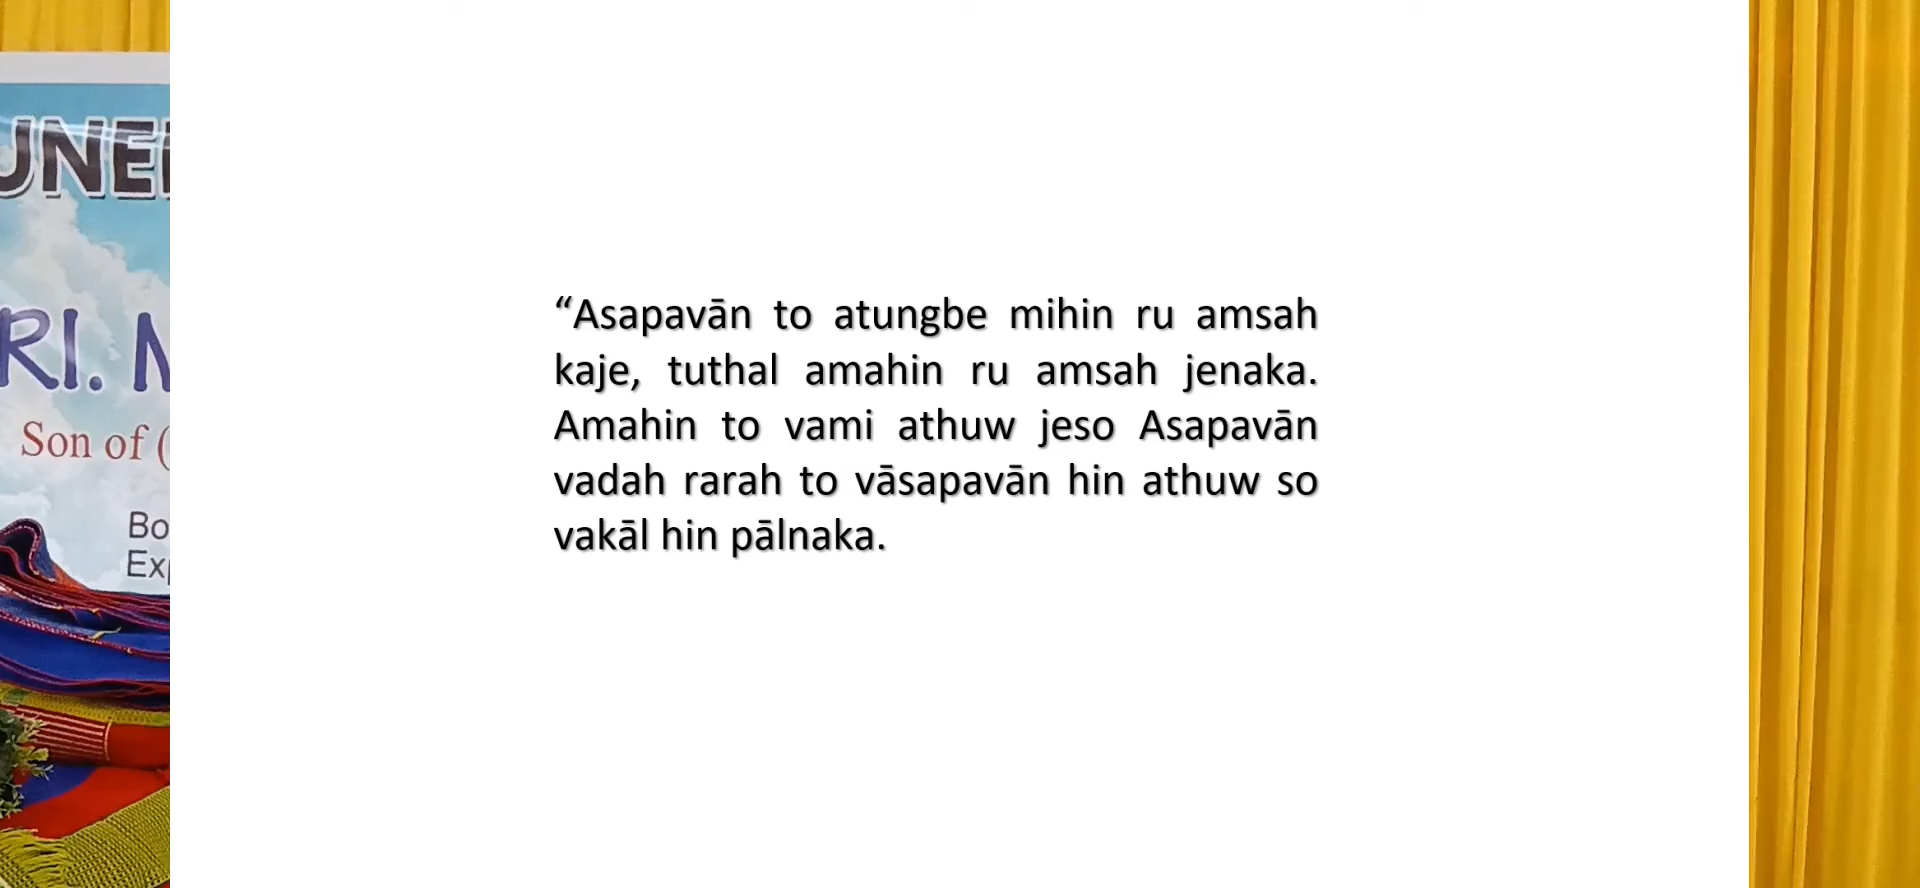 UNE
RI. M
Son of (
Bo
Exp
“Asapavān to atungbe mihin ru amsah
kaje, tuthal amahin ru amsah jenaka.
Amahin to vami athuw jeso Asapavān
vadah rarah to vāsapavān hin athuw so
vakāl hin pālnaka.